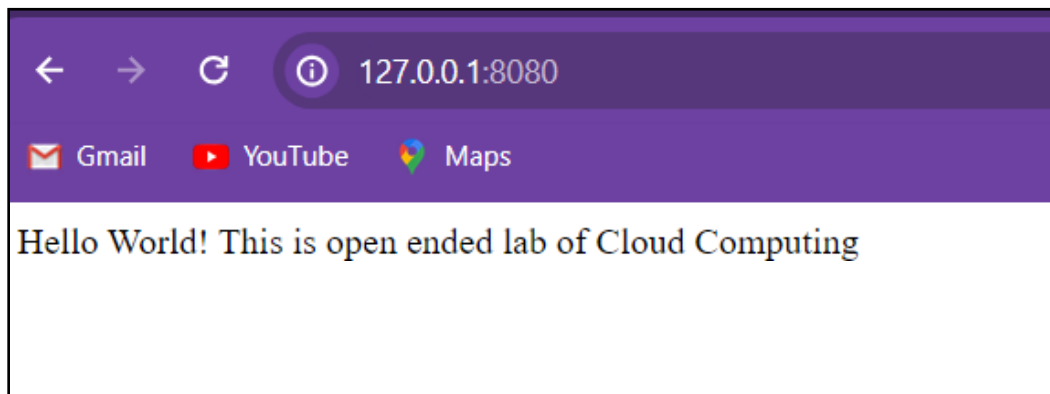 127.0.0.1:8080
Gmail YouTube Maps
Hello World! This is open ended lab of Cloud Computing